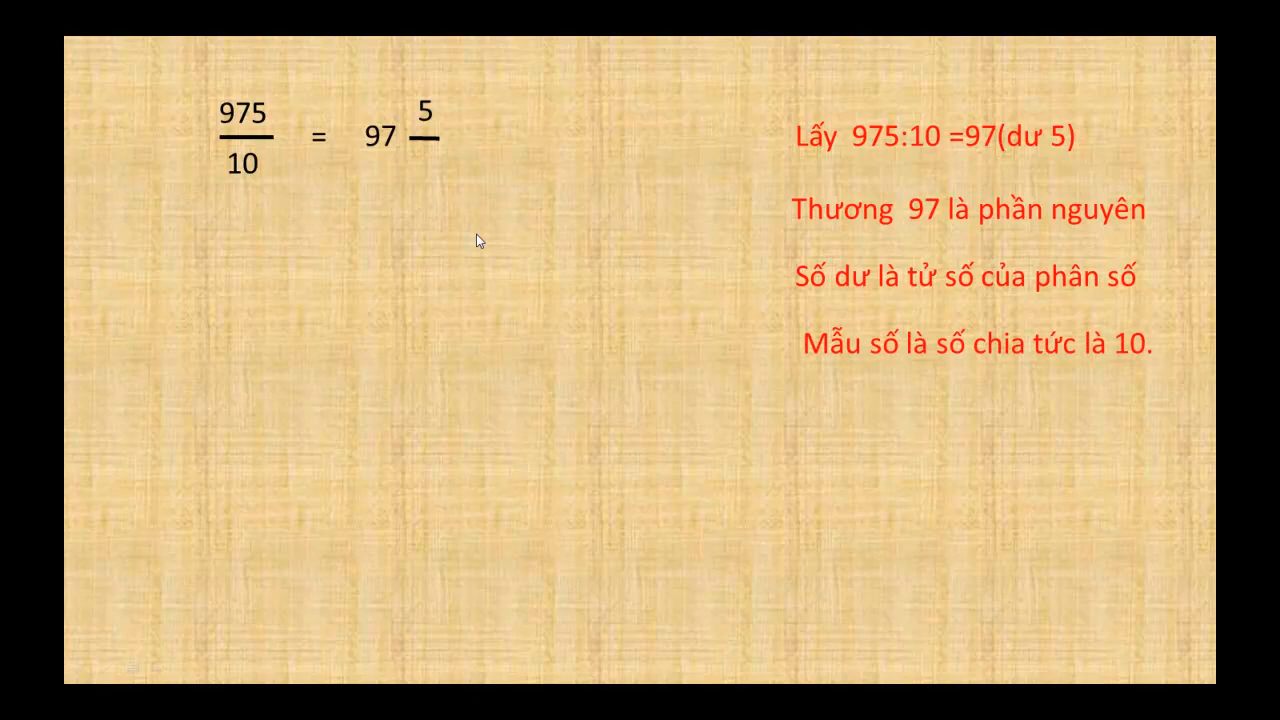 975
10
=
97
5
Lấy 975:10 =97(dư 5)
Thương 97 là phần nguyên
Số dư là tử số của phân số
Mẫu số là số chia tức là 10.